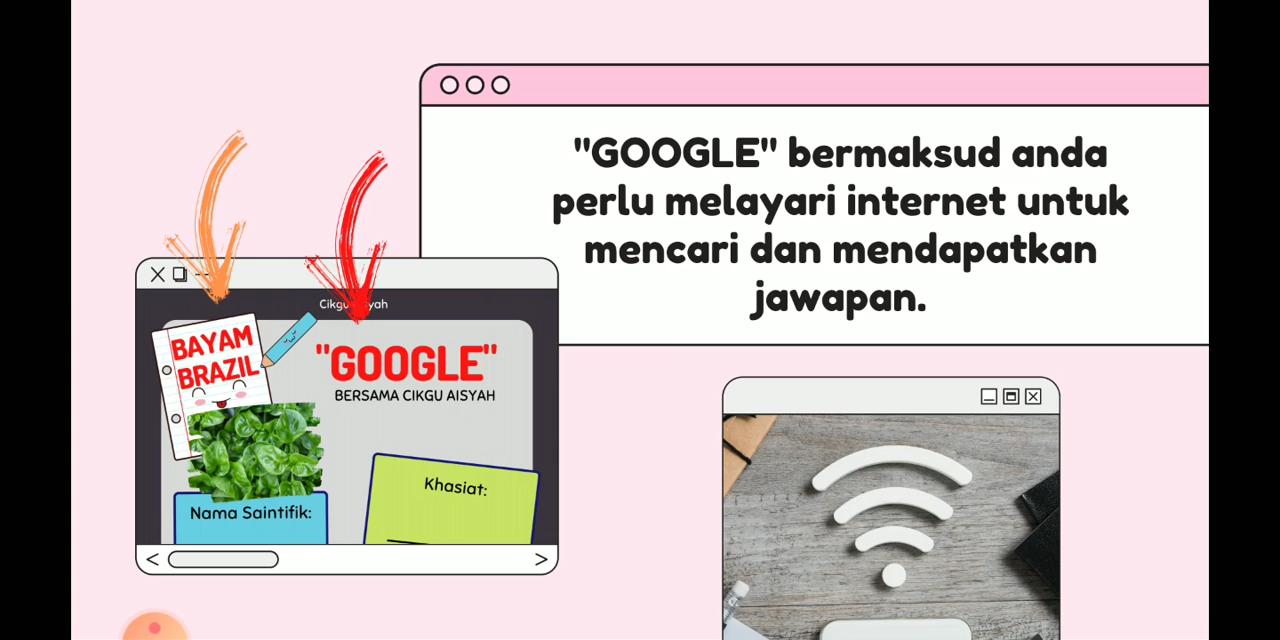 "GOOGLE" bermaksud anda
perlu melayari internet untuk
mencari dan mendapatkan
jawapan.
BAYAM
BRAZIL
"GOOGLE"
BERSAMA CIKGU AISYAH
Nama Saintifik:
Khasiat: